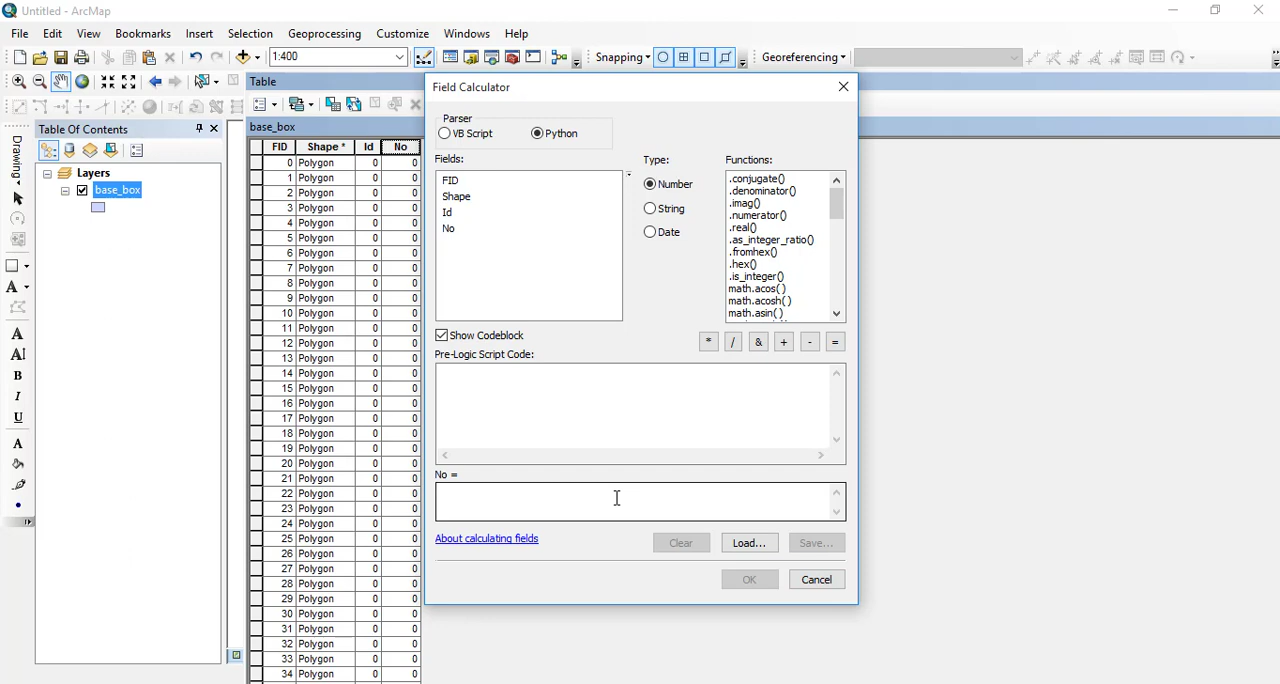 Untitled - ArcMap
File Edit View Bookmarks Insert Selection Geoprocessing Customize Windows Help
1:400 Snapping Georeferencing
Table
Table Of Contents
Layers
base_box
Drawing
A
A
B
I
U
A
base_box
FID Shape * Id No
0 Polygon 0 0
1 Polygon 0 0
2 Polygon 0 0
3 Polygon 0 0
4 Polygon 0 0
5 Polygon 0 0
6 Polygon 0 0
7 Polygon 0 0
8 Polygon 0 0
9 Polygon 0 0
10 Polygon 0 0
11 Polygon 0 0
12 Polygon 0 0
13 Polygon 0 0
14 Polygon 0 0
15 Polygon 0 0
16 Polygon 0 0
17 Polygon 0 0
18 Polygon 0 0
19 Polygon 0 0
20 Polygon 0 0
21 Polygon 0 0
22 Polygon 0 0
23 Polygon 0 0
24 Polygon 0 0
25 Polygon 0 0
26 Polygon 0 0
27 Polygon 0 0
28 Polygon 0 0
29 Polygon 0 0
30 Polygon 0 0
31 Polygon 0 0
32 Polygon 0 0
33 Polygon 0 0
34 Polygon 0 0
Field Calculator
Parser
VB Script Python
Fields:
FID
Shape
Id
No
Type:
Number
String
Date
Functions:
.conjugate()
.denominator()
.imag()
.numerator()
.real()
.as_integer_ratio()
.fromhex()
.hex()
.is_integer()
math.acos( )
math.acosh( )
math.asin( )
Show Codeblock
* / & + - =
Pre-Logic Script Code:
No =
About calculating fields
Clear Load... Save...
OK Cancel